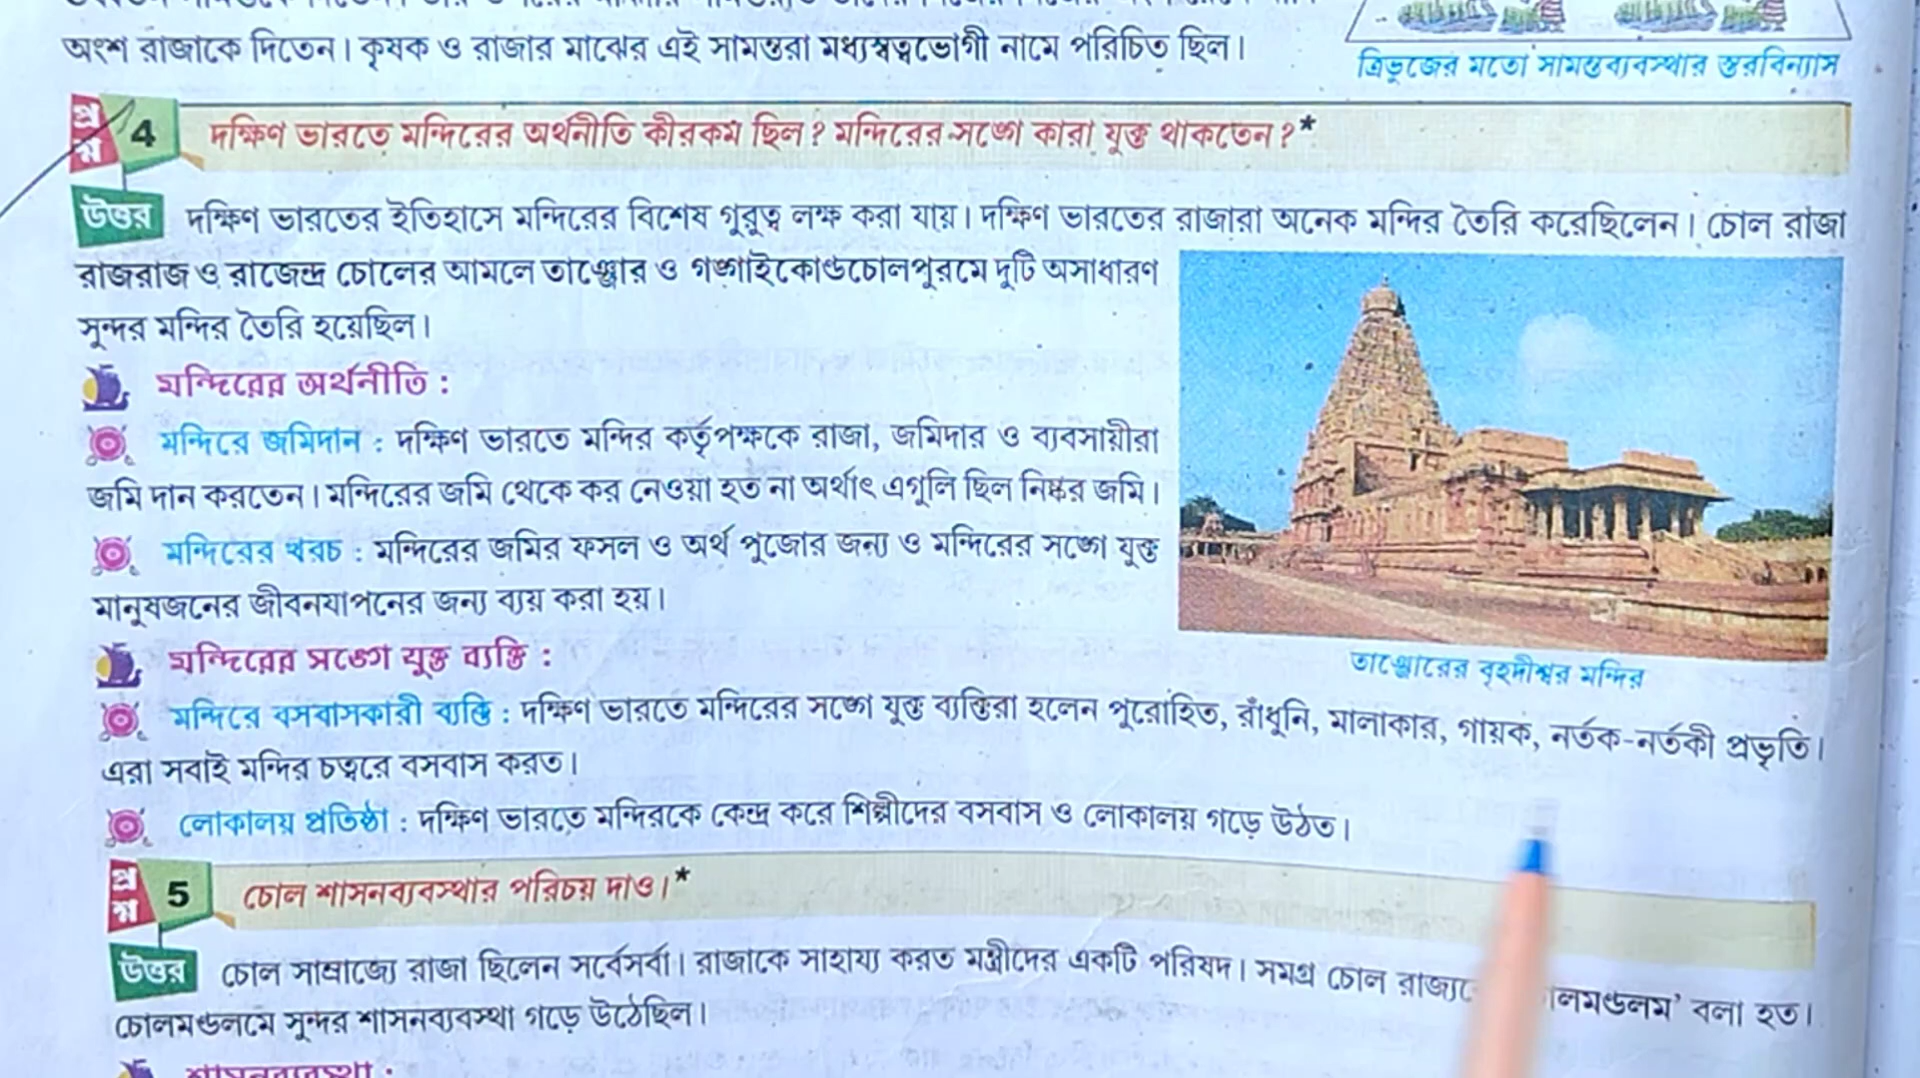 অংশ রাজাকে দিতেন। কৃষক ও রাজার মাঝের এই সামন্তরা মধ্যস্বত্বভোগী নামে পরিচিত ছিল।
ত্রিভুজের মতো সামন্তব্যবস্থার স্তরবিন্যাস
প্রশ্ন 4 দক্ষিণ ভারতে মন্দিরের অর্থনীতি কীরকম ছিল? মন্দিরের সঙ্গে কারা যুক্ত থাকতেন?*
উত্তর দক্ষিণ ভারতের ইতিহাসে মন্দিরের বিশেষ গুরুত্ব লক্ষ করা যায়। দক্ষিণ ভারতের রাজারা অনেক মন্দির তৈরি করেছিলেন। চোল রাজা
রাজরাজ ও রাজেন্দ্র চোলের আমলে তাঞ্জোর ও গঙ্গাইকোণ্ডচোলপুরমে দুটি অসাধারণ
সুন্দর মন্দির তৈরি হয়েছিল।
মন্দিরের অর্থনীতি :
মন্দিরে জমিদান : দক্ষিণ ভারতে মন্দির কর্তৃপক্ষকে রাজা, জমিদার ও ব্যবসায়ীরা
জমি দান করতেন। মন্দিরের জমি থেকে কর নেওয়া হত না অর্থাৎ এগুলি ছিল নিষ্কর জমি।
মন্দিরের খরচ : মন্দিরের জমির ফসল ও অর্থ পুজোর জন্য ও মন্দিরের সঙ্গে যুক্ত
মানুষজনের জীবনযাপনের জন্য ব্যয় করা হয়।
তাঞ্জোরের বৃহদীশ্বর মন্দির
মন্দিরের সঙ্গে যুক্ত ব্যক্তি :
মন্দিরে বসবাসকারী ব্যক্তি : দক্ষিণ ভারতে মন্দিরের সঙ্গে যুক্ত ব্যক্তিরা হলেন পুরোহিত, রাঁধুনি, মালাকার, গায়ক, নর্তক-নর্তকী প্রভৃতি।
এরা সবাই মন্দির চত্বরে বসবাস করত।
লোকালয় প্রতিষ্ঠা : দক্ষিণ ভারতে মন্দিরকে কেন্দ্র করে শিল্পীদের বসবাস ও লোকালয় গড়ে উঠত।
প্রশ্ন 5 চোল শাসনব্যবস্থার পরিচয় দাও।*
উত্তর চোল সাম্রাজ্যে রাজা ছিলেন সর্বেসর্বা। রাজাকে সাহায্য করত মন্ত্রীদের একটি পরিষদ। সমগ্র চোল বলা হত।
চোলমণ্ডলমে সুন্দর শাসনব্যবস্থা গড়ে উঠেছিল।